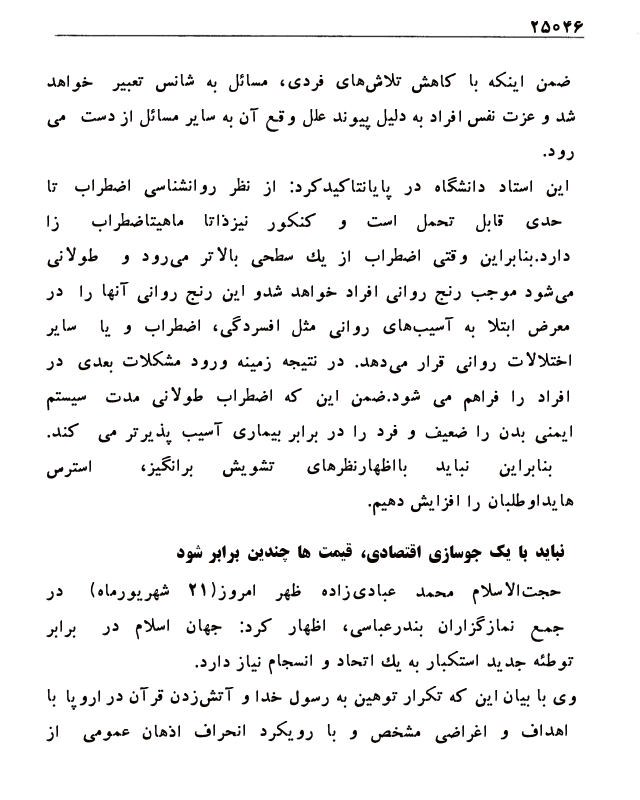 ۲۵۰۴۶
ضمن اینکه با کاهش تلاش‌های فردی، مسائل به شانس تعبیر خواهد
شد و عزت نفس افراد به دلیل پیوند علل وقع آن به سایر مسائل از دست می
رود.
این استاد دانشگاه در پایانتاکیدکرد: از نظر روانشناسی اضطراب تا
حدی قابل تحمل است و کنکور نیزذاتا ماهیتاضطراب زا
دارد.بنابراین وقتی اضطراب از یك سطحی بالاتر می‌رود و طولانی
می‌شود موجب رنج روانی افراد خواهد شدو این رنج روانی آنها را در
معرض ابتلا به آسیب‌های روانی مثل افسردگی، اضطراب و یا سایر
اختلالات روانی قرار می‌دهد. در نتیجه زمینه ورود مشکلات بعدی در
افراد را فراهم می شود.ضمن این که اضطراب طولانی مدت سیستم
ایمنی بدن را ضعیف و فرد را در برابر بیماری آسیب پذیرتر می کند.
بنابراین نباید بااظهارنظرهای تشویش برانگیز، استرس
هایداوطلبان را افزایش دهیم.
نباید با یک جوسازی اقتصادی، قیمت ها چندین برابر شود
حجت‌الاسلام محمد عبادی‌زاده ظهر امروز(۲۱ شهریورماه) در
جمع نمازگزاران بندرعباسی، اظهار کرد: جهان اسلام در برابر
توطئه جدید استکبار به یك اتحاد و انسجام نیاز دارد.
وی با بیان این که تکرار توهین به رسول خدا و آتش‌زدن قرآن در اروپا با
اهداف و اغراضی مشخص و با رویکرد انحراف اذهان عمومی از